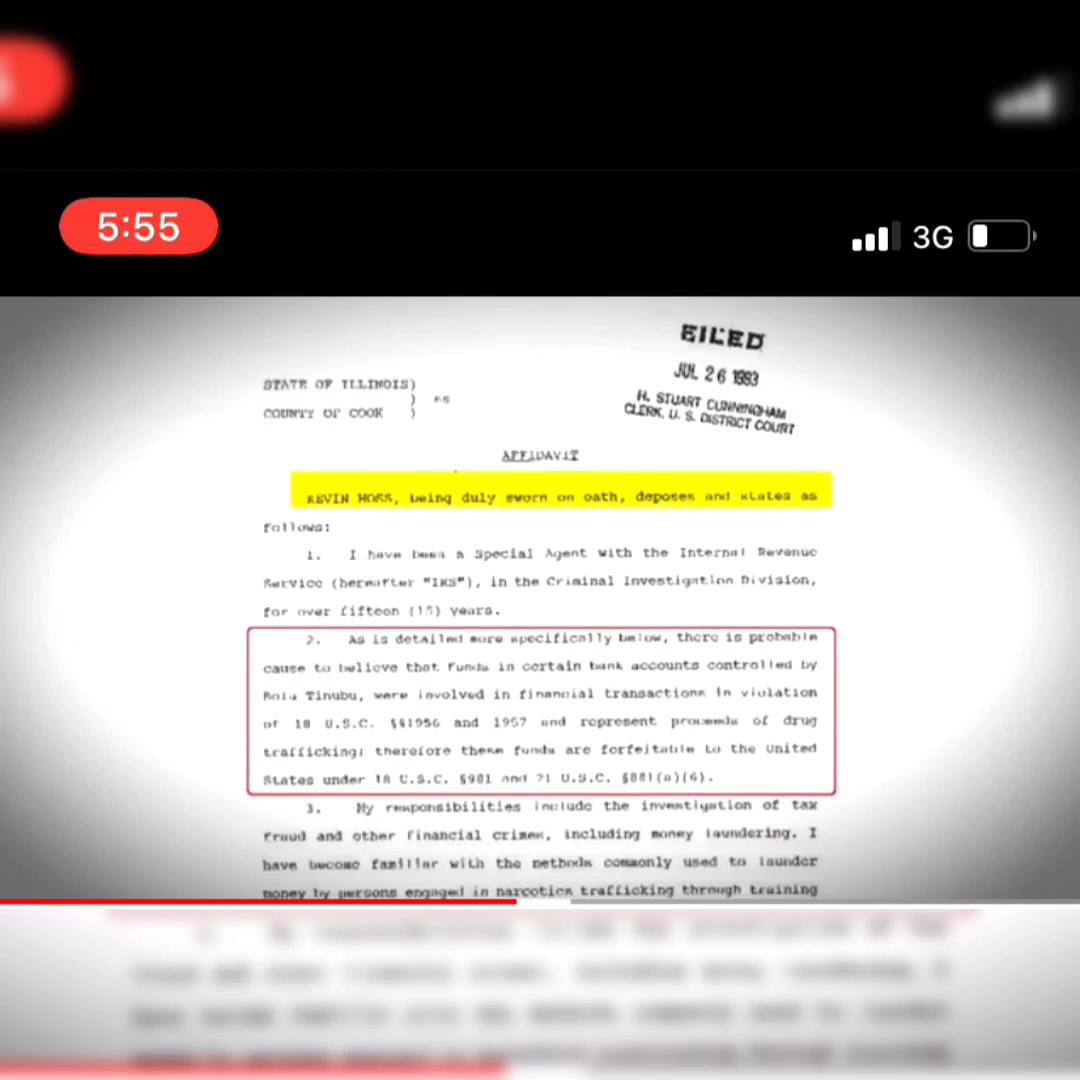 5:55
3G
FILED
JUL 26 1993
H. STUART CUNNINGHAM
CLERK, U. S. DISTRICT COURT
STATE OF ILLINOIS)
) SS
COUNTY OF COOK )
AFFIDAVIT
KEVIN MOSS, being duly sworn on oath, deposes and states as
follows:
1. I have been a Special Agent with the Internal Revenue
Service (hereafter "IRS"), in the Criminal Investigation Division,
for over fifteen (15) years.
2. As is detailed more specifically below, there is probable
cause to believe that funds in certain bank accounts controlled by
Bola Tinubu, were involved in financial transactions in violation
of 18 U.S.C. §§1956 and 1957 and represent proceeds of drug
trafficking; therefore these funds are forfeitable to the United
States under 18 U.S.C. §981 and 21 U.S.C. §881(a)(6).
3. My responsibilities include the investigation of tax
fraud and other financial crimes, including money laundering. I
have become familiar with the methods commonly used to launder
money by persons engaged in narcotics trafficking through training